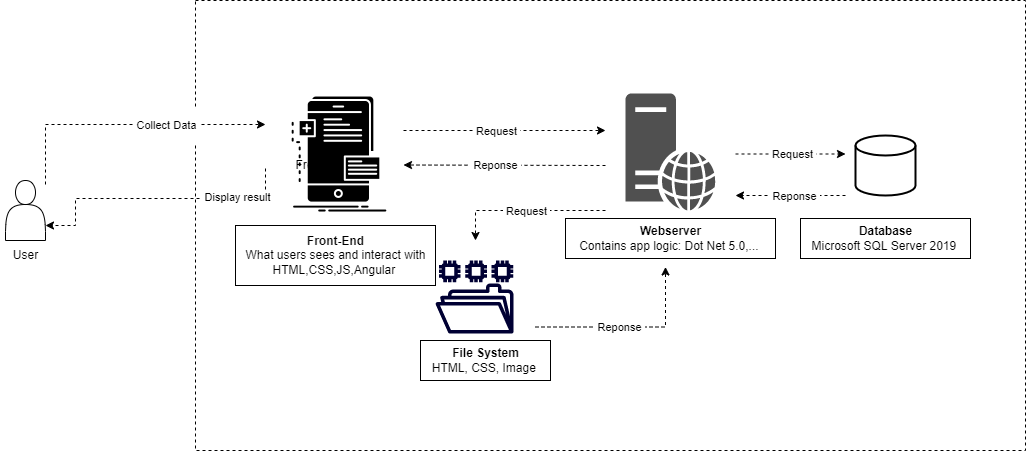 Collect Data
Request
Fr
Reponse
Request
Display result
Reponse
User
Request
Front-End
What users sees and interact with
HTML,CSS,JS,Angular
Webserver
Contains app logic: Dot Net 5.0,...
Database
Microsoft SQL Server 2019
Reponse
File System
HTML, CSS, Image